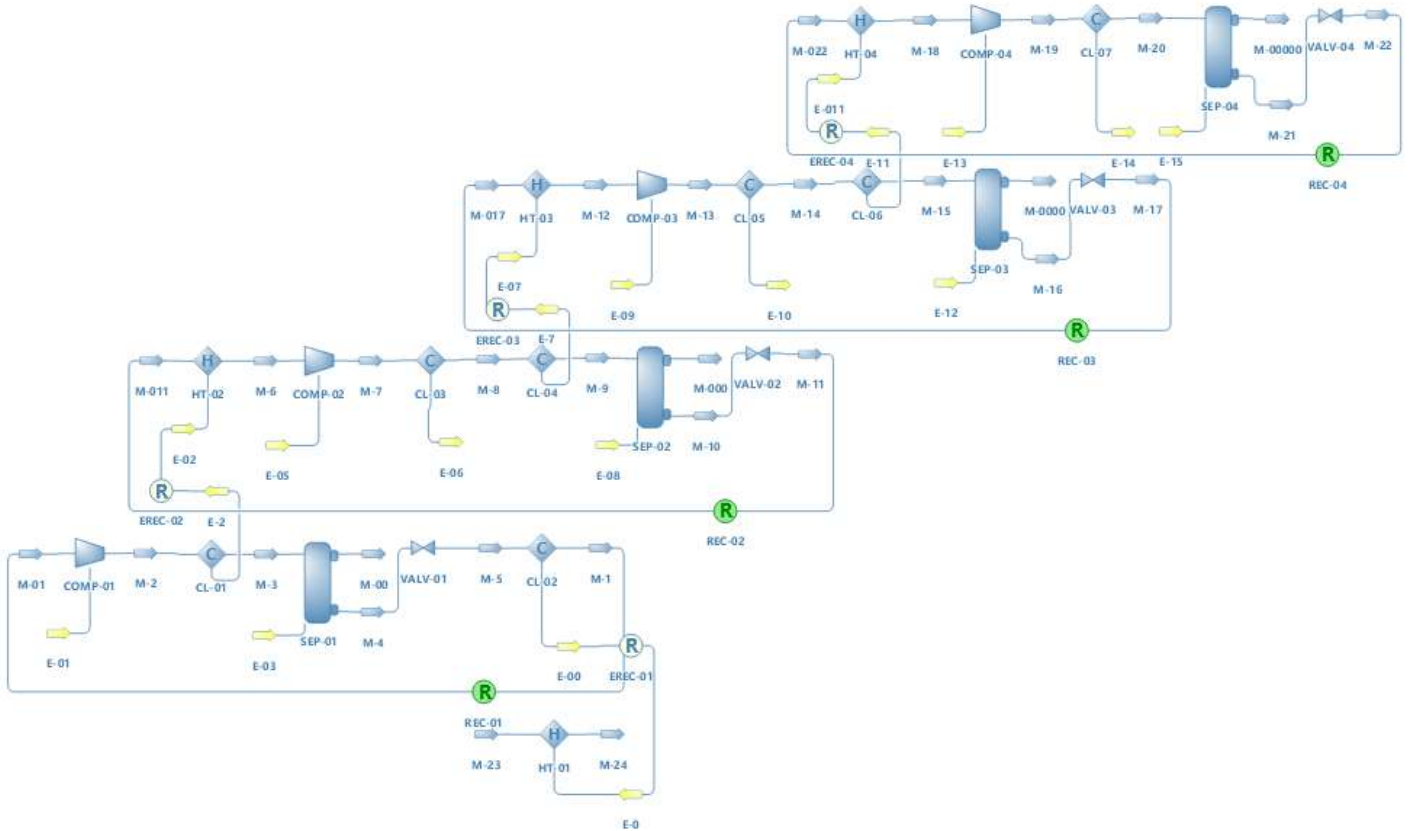 M-022
HT-04
M-18
COMP-04
M-19
CL-07
M-20
M-00000
VALV-04
M-22
SEP-04
E-011
M-21
R
EREC-04
E-11
E-13
E-14
E-15
R
REC-04
H
C
M-017
HT-03
M-12
COMP-03
M-13
CL-05
M-14
CL-06
M-15
M-0000
VALV-03
M-17
SEP-03
H
C
C
E-07
M-16
R
EREC-03
E-7
E-09
E-10
E-12
R
REC-03
M-011
HT-02
M-6
COMP-02
M-7
CL-03
M-8
CL-04
M-9
M-000
VALV-02
M-11
H
C
C
SEP-02
M-10
E-02
E-05
E-06
E-08
R
EREC-02
E-2
R
REC-02
M-01
COMP-01
M-2
CL-01
M-3
M-00
VALV-01
M-5
CL-02
M-1
C
C
SEP-01
M-4
E-01
E-03
E-00
R
EREC-01
R
REC-01
M-23
HT-01
M-24
H
E-0